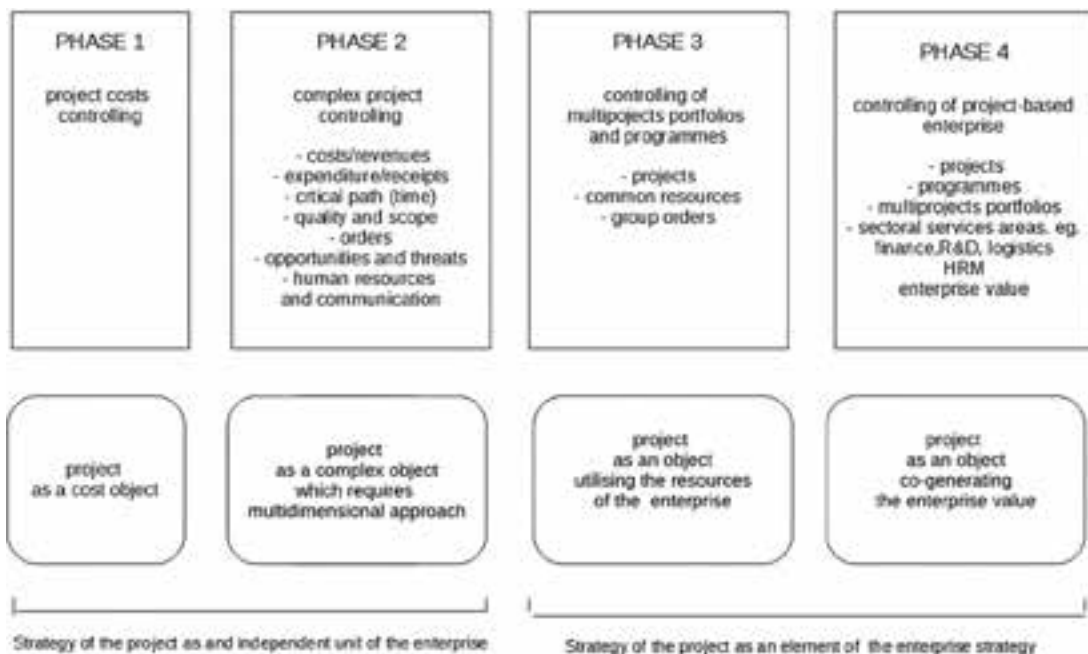 PHASE 1
project costs
controlling
PHASE 2
complex project
controlling
- costs/revenues
- expenditure/receipts
- critical path (time)
- quality and scope
- orders
- opportunities and threats
- human resources
and communication
PHASE 3
controlling of
multipojects portfolios
and programmes
- projects
- common resources
- group orders
PHASE 4
controlling of project-based
enterprise
- projects
- programmes
- multiprojects portfolios
- sectoral services areas. eg.
finance,R&D, logistics
HRM
enterprise value
project
as a cost object
project
as a complex object
which requires
multidimensional approach
project
as an object
utilising the resources
of the enterprise
project
as an object
co-generating
the enterprise value
Strategy of the project as and independent unit of the enterprise
Strategy of the project as an element of the enterprise strategy